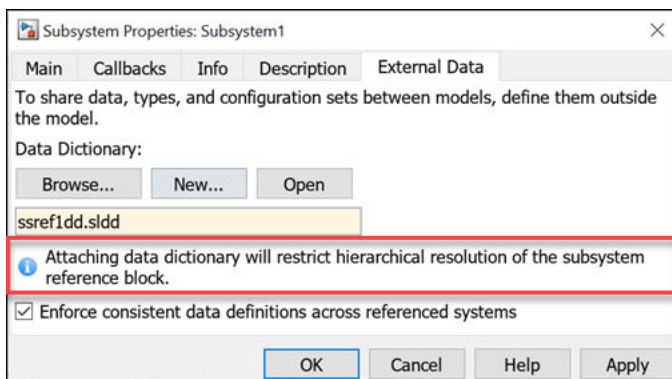 Subsystem Properties: Subsystem1
Main Callbacks Info Description External Data
To share data, types, and configuration sets between models, define them outside
the model.
Data Dictionary:
Browse... New... Open
ssref1dd.sldd
Attaching data dictionary will restrict hierarchical resolution of the subsystem
reference block.
Enforce consistent data definitions across referenced systems
OK Cancel Help Apply